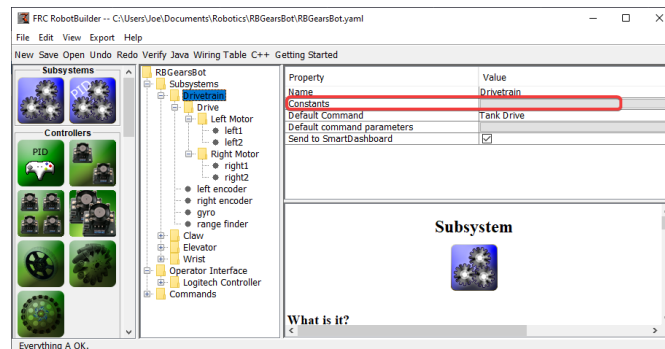 FRC RobotBuilder -- C:\Users\Joe\Documents\Robotics\RBGearsBot\RBGearsBot.yaml
File Edit View Export Help
New Save Open Undo Redo Verify Java Wiring Table C++ Getting Started
Subsystems
PID
Controllers
PID
RBGearsBot
Subsystems
Drivetrain
Drive
Left Motor
left1
left2
Right Motor
right1
right2
left encoder
right encoder
gyro
range finder
Claw
Elevator
Wrist
Operator Interface
Logitech Controller
Commands
Property Value
Name Drivetrain
Constants
Default Command Tank Drive
Default command parameters
Send to SmartDashboard
Subsystem
What is it?
Everything A OK.